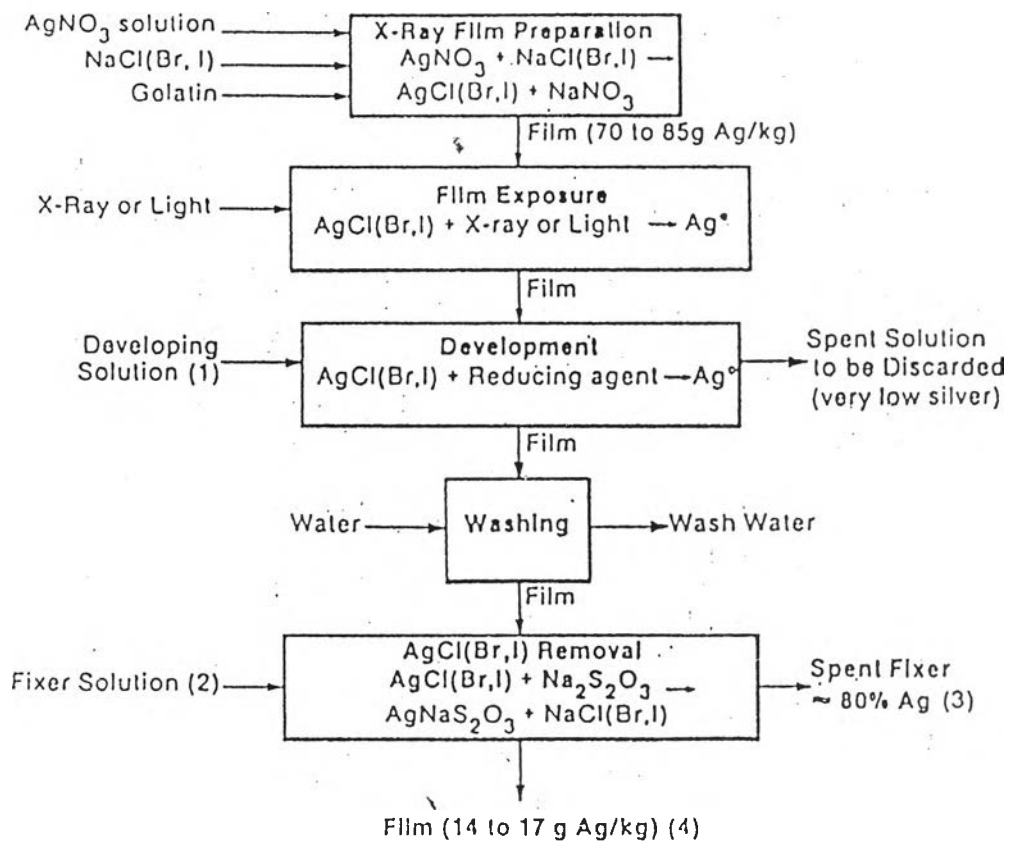 AgNO₃ solution
NaCl(Br, I)
Golatin
X-Ray Film Preparation
AgNO₃ + NaCl(Br,I) →
AgCl(Br,I) + NaNO₃
Film (70 to 85g Ag/kg)
X-Ray or Light
Film Exposure
AgCl(Br,I) + X-ray or Light → Ag•
Film
Developing
Solution (1)
Development
AgCl(Br,I) + Reducing agent → Ag°
Spent Solution
to be Discarded
(very low silver)
Film
Water
Washing
Wash Water
Film
Fixer Solution (2)
AgCl(Br,I) Removal
AgCl(Br,I) + Na₂S₂O₃ →
AgNaS₂O₃ + NaCl(Br,I)
Spent Fixer
≈ 80% Ag (3)
Film (14 to 17 g Ag/kg) (4)